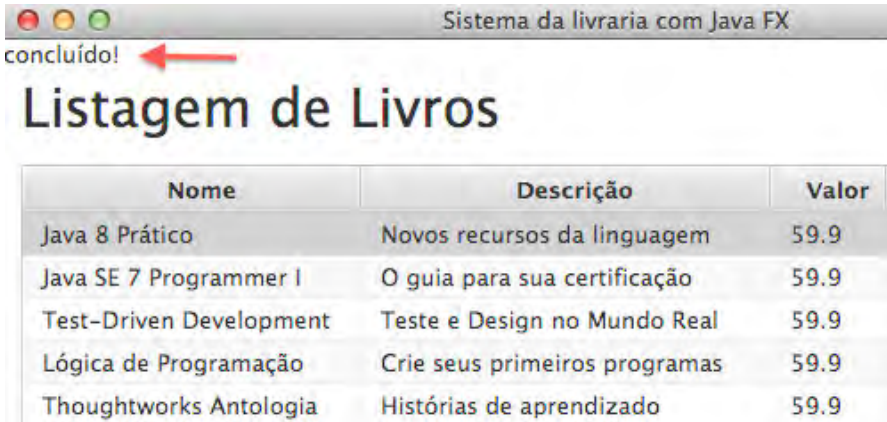 Sistema da livraria com Java FX
concluído!
Listagem de Livros
Nome Descrição Valor
Java 8 Prático Novos recursos da linguagem 59.9
Java SE 7 Programmer I O guia para sua certificação 59.9
Test-Driven Development Teste e Design no Mundo Real 59.9
Lógica de Programação Crie seus primeiros programas 59.9
Thoughtworks Antologia Histórias de aprendizado 59.9